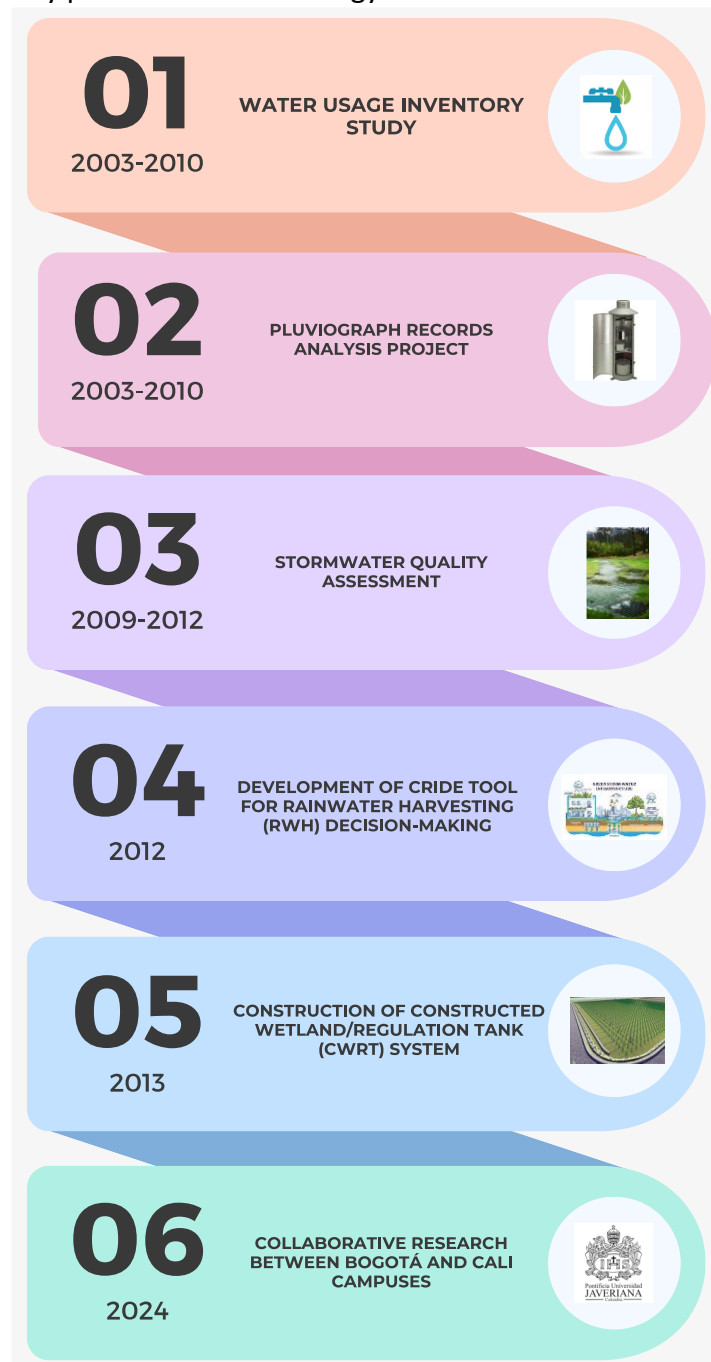 01
2003-2010
WATER USAGE INVENTORY
STUDY
02
2003-2010
PLUVIOGRAPH RECORDS
ANALYSIS PROJECT
03
2009-2012
STORMWATER QUALITY
ASSESSMENT
04
2012
DEVELOPMENT OF CRIDE TOOL
FOR RAINWATER HARVESTING
(RWH) DECISION-MAKING
05
2013
CONSTRUCTION OF CONSTRUCTED
WETLAND/REGULATION TANK
(CWRT) SYSTEM
06
2024
COLLABORATIVE RESEARCH
BETWEEN BOGOTÁ AND CALI
CAMPUSES
IHS
Pontificia Universidad
JAVERIANA
Colombia